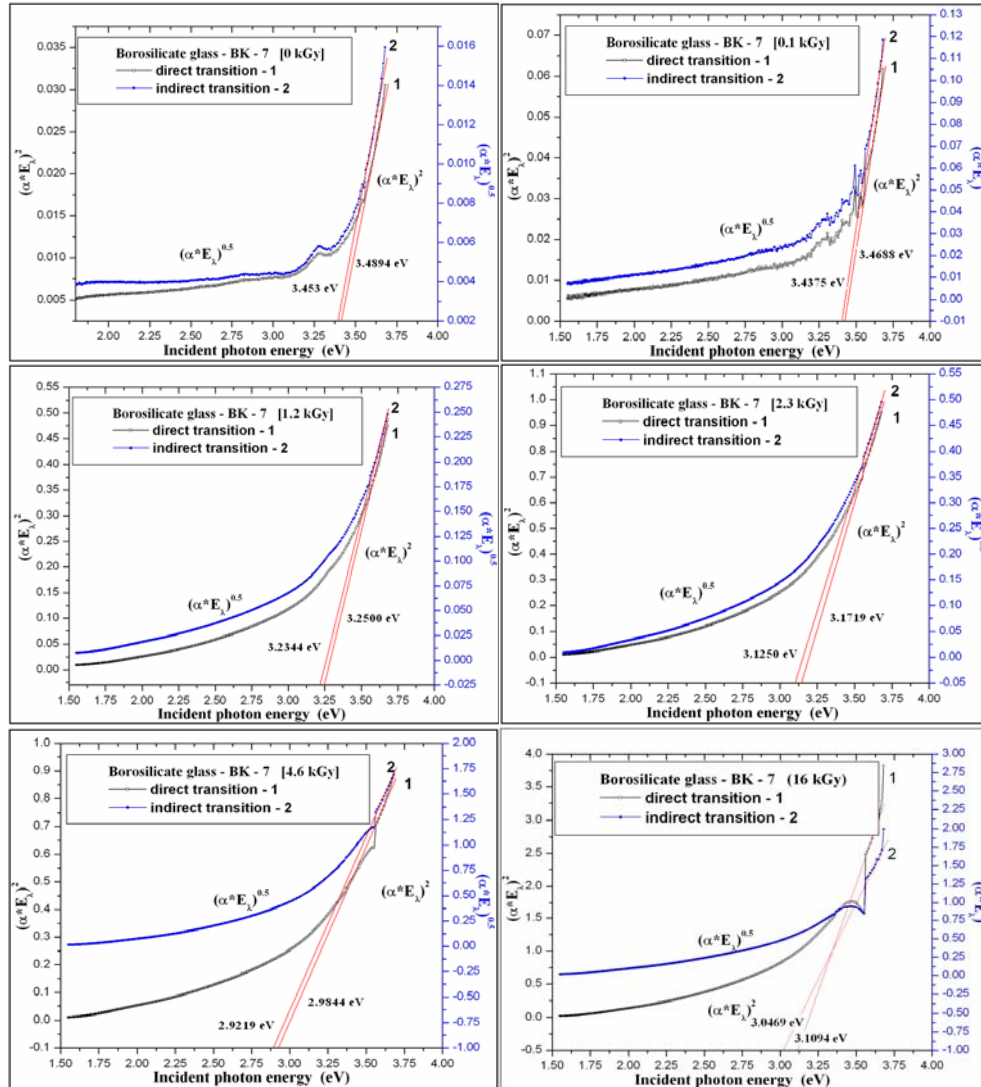 Borosilicate glass - BK - 7 [0 kGy]
direct transition - 1
indirect transition - 2
(α*Eλ)²
0.035
0.030
0.025
0.020
0.015
0.010
0.005
0.016
0.014
0.012
0.010
0.008
0.006
0.004
0.002
(α*Eλ)^0.5
2
1
(α*Eλ)²
(α*Eλ)^0.5
3.4894 eV
3.453 eV
2.00 2.25 2.50 2.75 3.00 3.25 3.50 3.75 4.00
Incident photon energy (eV)
Borosilicate glass - BK - 7 [0.1 kGy]
direct transition - 1
indirect transition - 2
(α*Eλ)²
0.07
0.06
0.05
0.04
0.03
0.02
0.01
0.00
0.13
0.12
0.11
0.10
0.09
0.08
0.07
0.06
0.05
0.04
0.03
0.02
0.01
0.00
-0.01
(α*Eλ)^0.5
2
1
(α*Eλ)²
(α*Eλ)^0.5
3.4688 eV
3.4375 eV
1.50 1.75 2.00 2.25 2.50 2.75 3.00 3.25 3.50 3.75 4.00
Incident photon energy (eV)
Borosilicate glass - BK - 7 [1.2 kGy]
direct transition - 1
indirect transition - 2
(α*Eλ)²
0.55
0.50
0.45
0.40
0.35
0.30
0.25
0.20
0.15
0.10
0.05
0.00
0.275
0.250
0.225
0.200
0.175
0.150
0.125
0.100
0.075
0.050
0.025
0.000
-0.025
(α*Eλ)^0.5
2
1
(α*Eλ)²
(α*Eλ)^0.5
3.2500 eV
3.2344 eV
1.50 1.75 2.00 2.25 2.50 2.75 3.00 3.25 3.50 3.75 4.00
Incident photon energy (eV)
Borosilicate glass - BK - 7 [2.3 kGy]
direct transition - 1
indirect transition - 2
(α*Eλ)²
1.1
1.0
0.9
0.8
0.7
0.6
0.5
0.4
0.3
0.2
0.1
0.0
-0.1
0.55
0.50
0.45
0.40
0.35
0.30
0.25
0.20
0.15
0.10
0.05
0.00
-0.05
(α*Eλ)
2
1
(α*Eλ)²
(α*Eλ)^0.5
3.1719 eV
3.1250 eV
1.50 1.75 2.00 2.25 2.50 2.75 3.00 3.25 3.50 3.75 4.00
Incident photon energy (eV)
Borosilicate glass - BK - 7 [4.6 kGy]
direct transition - 1
indirect transition - 2
(α*Eλ)²
1.0
0.9
0.8
0.7
0.6
0.5
0.4
0.3
0.2
0.1
0.0
-0.1
2.00
1.75
1.50
1.25
1.00
0.75
0.50
0.25
0.00
-0.25
-0.50
-0.75
-1.00
(α*Eλ)^0.5
2
1
(α*Eλ)²
(α*Eλ)^0.5
2.9844 eV
2.9219 eV
1.50 1.75 2.00 2.25 2.50 2.75 3.00 3.25 3.50 3.75 4.00
Incident photon energy (eV)
Borosilicate glass - BK - 7 (16 kGy)
direct transition - 1
indirect transition - 2
(α*Eλ)²
4.0
3.5
3.0
2.5
2.0
1.5
1.0
0.5
0.0
-0.5
3.00
2.75
2.50
2.25
2.00
1.75
1.50
1.25
1.00
0.75
0.50
0.25
0.00
-0.25
-0.50
-0.75
-1.00
(α*Eλ)
1
2
(α*Eλ)^0.5
(α*Eλ)²
3.0469 eV
3.1094 eV
1.50 1.75 2.00 2.25 2.50 2.75 3.00 3.25 3.50 3.75 4.00
Incident photon energy (eV)